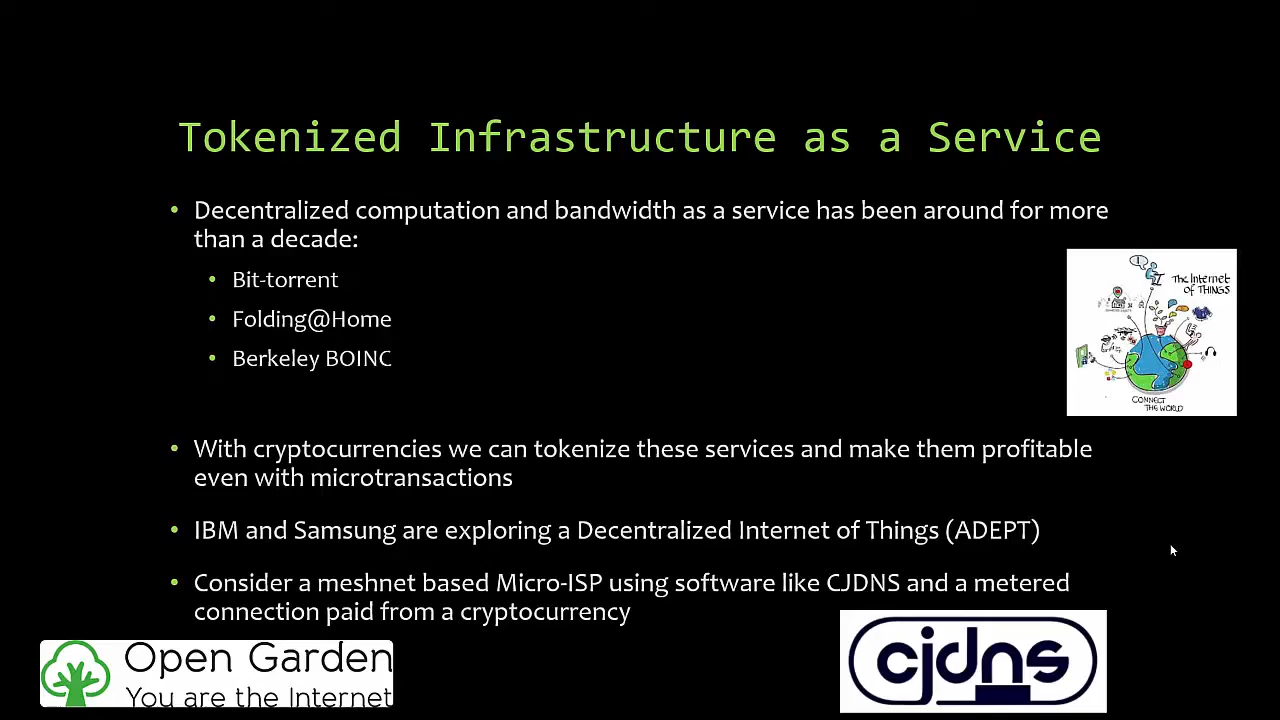 Tokenized Infrastructure as a Service
• Decentralized computation and bandwidth as a service has been around for more
than a decade:
• Bit-torrent
• Folding@Home
• Berkeley BOINC
The Internet
of THINGS
CONNECT
THE WORLD
• With cryptocurrencies we can tokenize these services and make them profitable
even with microtransactions
• IBM and Samsung are exploring a Decentralized Internet of Things (ADEPT)
• Consider a meshnet based Micro-ISP using software like CJDNS and a metered
connection paid from a cryptocurrency
Open Garden
You are the Internet
cjdns